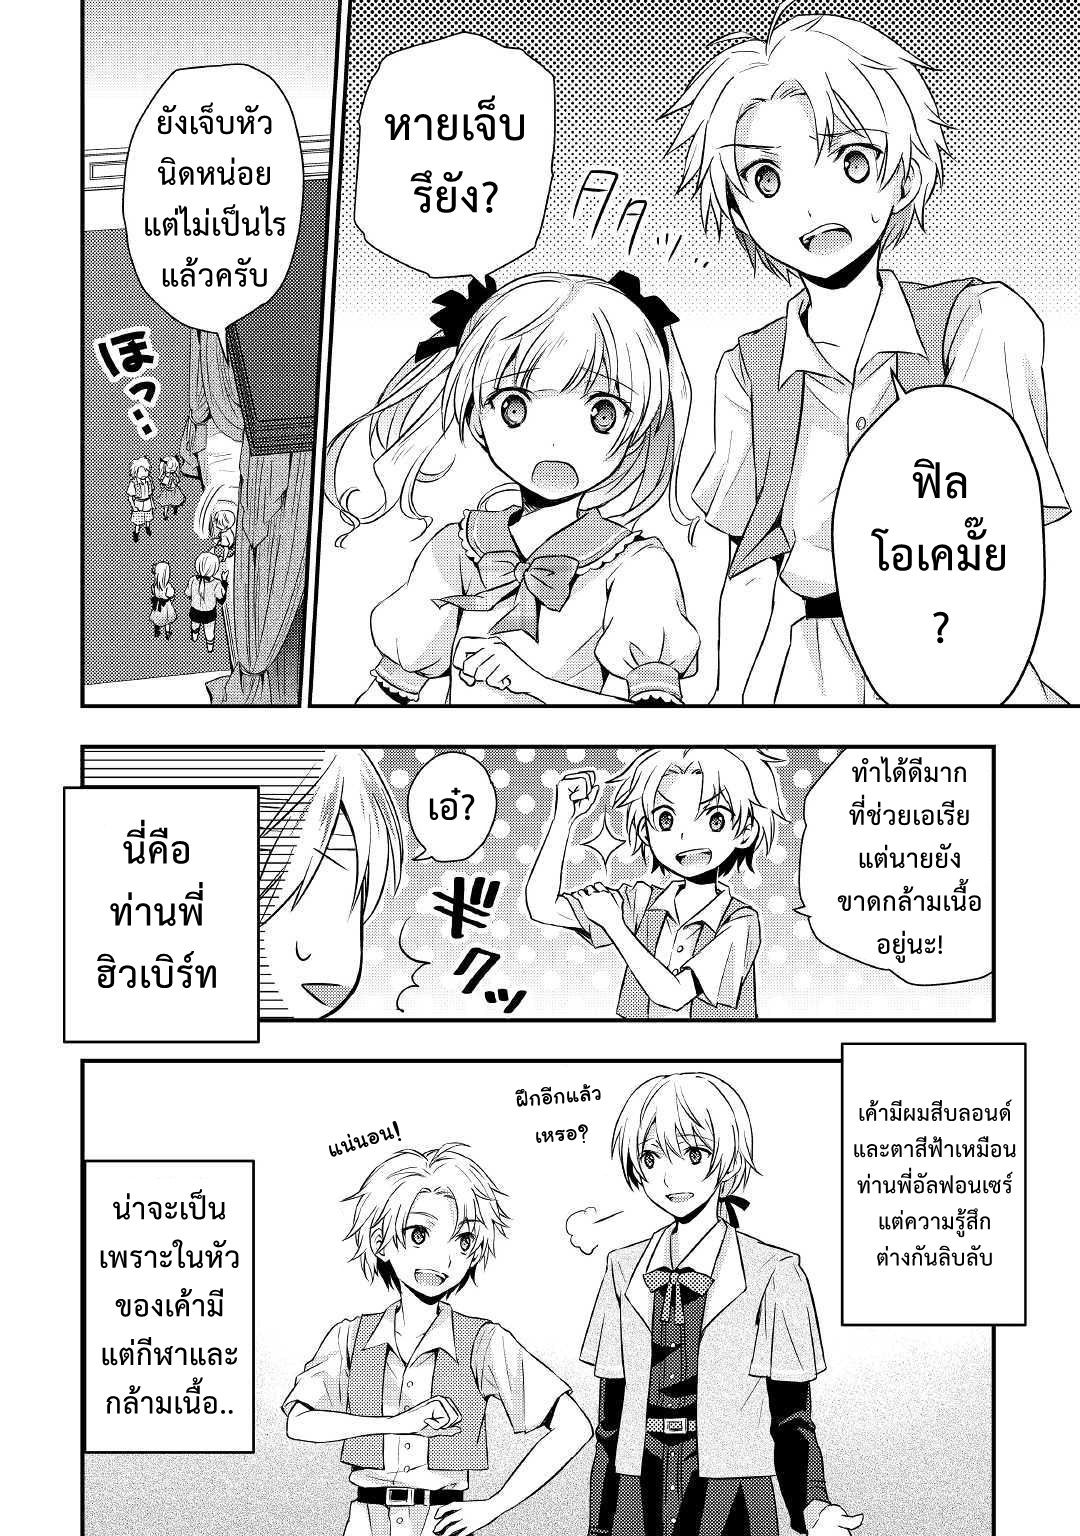 ฟิล
โอเคมั๊ย
?
หายเจ็บ
รึยัง?
ยังเจ็บหัว
นิดหน่อย
แต่ไม่เป็นไร
แล้วครับ
ほっ‥
ทำได้ดีมาก
ที่ช่วยเอเรีย
แต่นายยัง
ขาดกล้ามเนื้อ
อยู่นะ!
เอ๋?
ギクッ
นี่คือ
ท่านพี่
ฮิวเบิร์ท
เค้ามีผมสีบลอนด์
และตาสีฟ้าเหมือน
ท่านพี่อัลฟอนเซร์
แต่ความรู้สึก
ต่างกันลิบลับ
ฝึกอีกแล้ว
เหรอ?
แน่นอน!
น่าจะเป็น
เพราะในหัว
ของเค้ามี
แต่กีฬาและ
กล้ามเนื้อ..